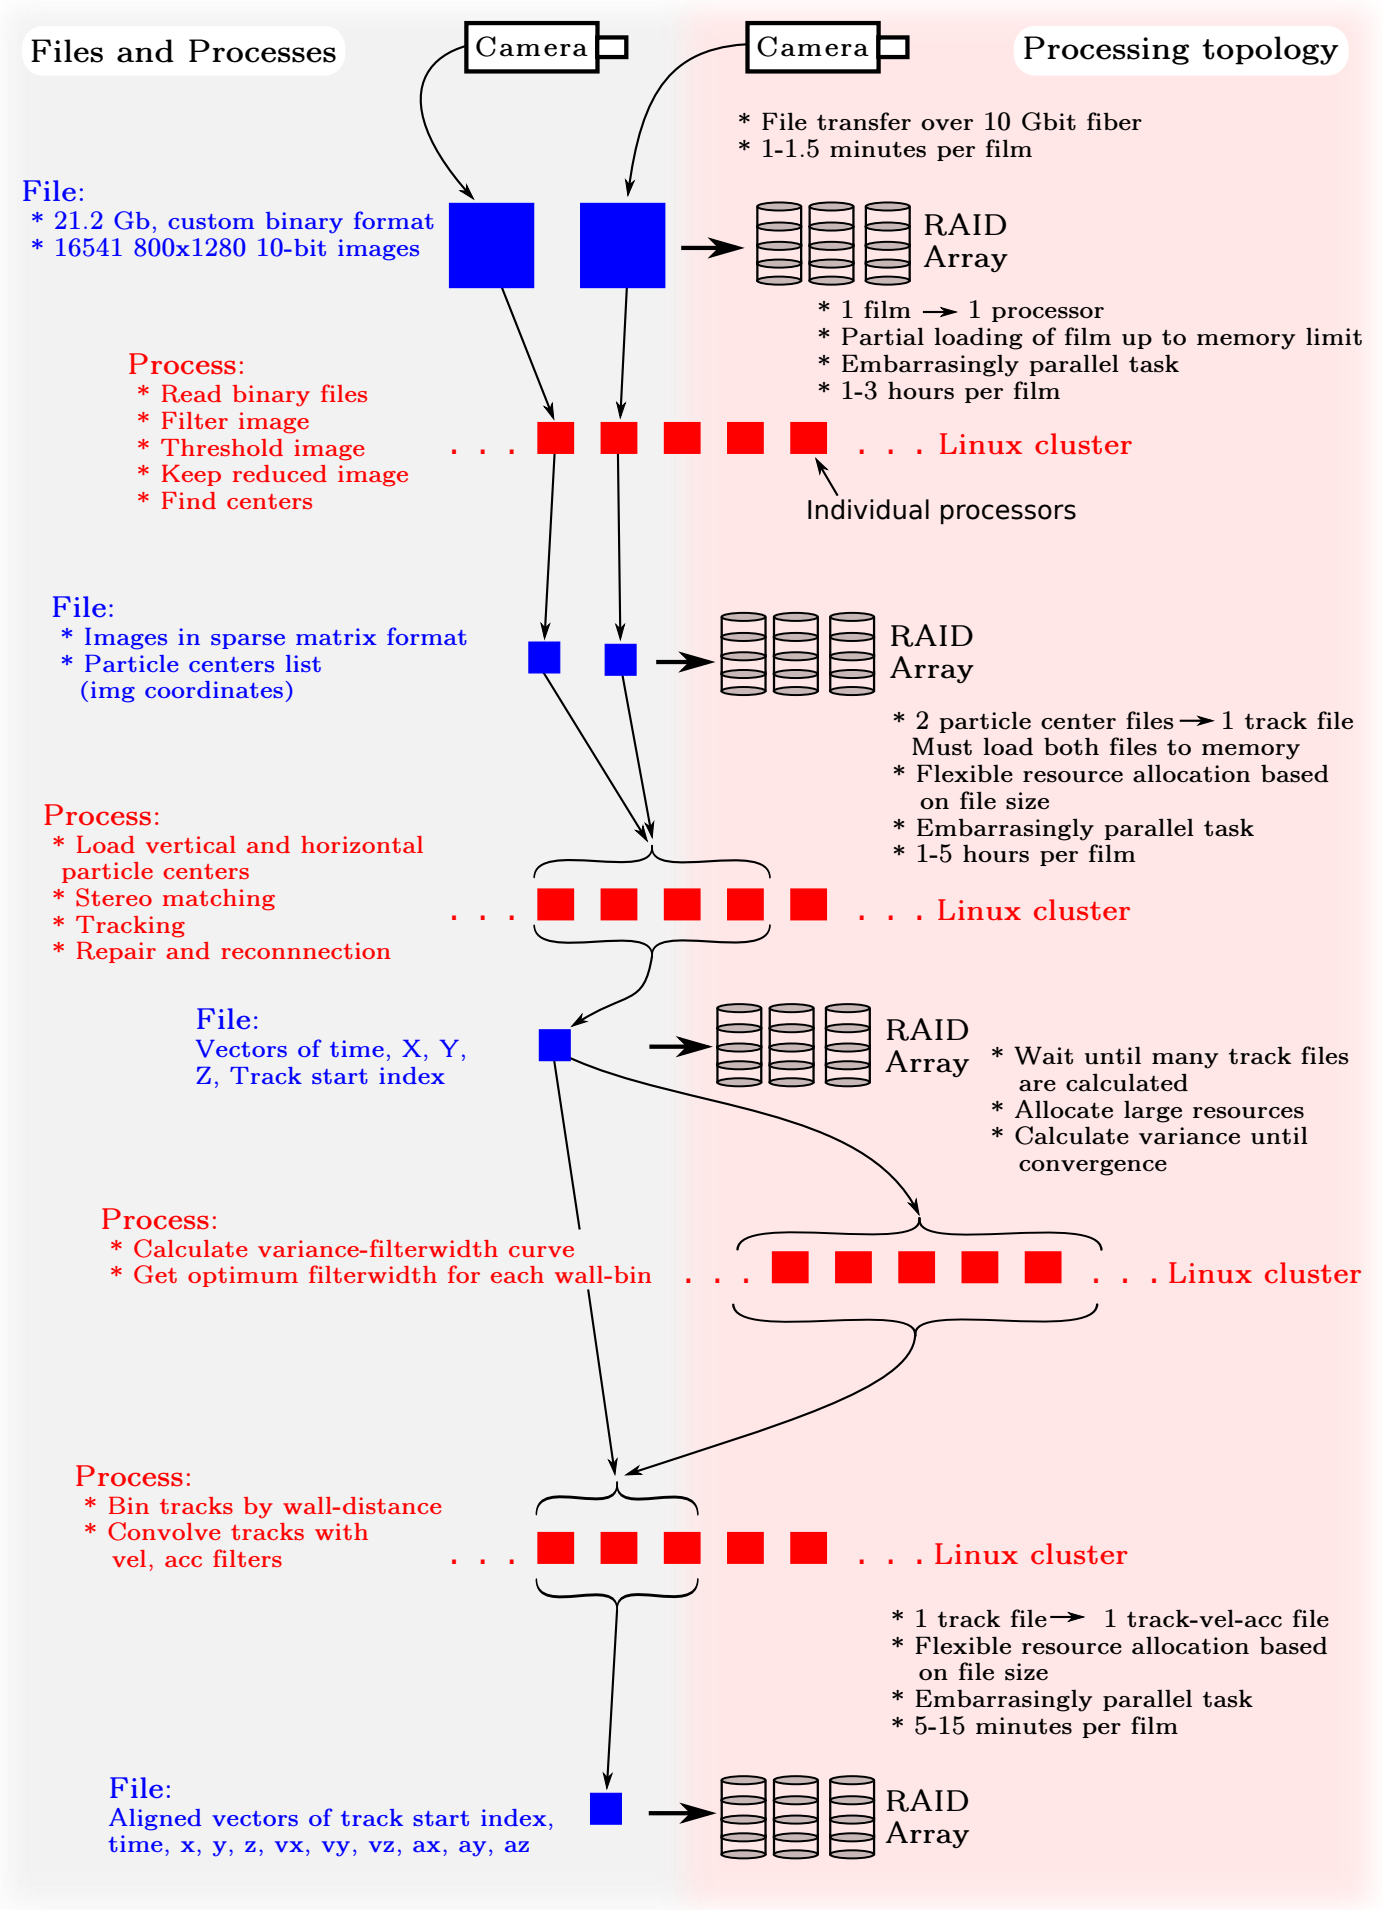 Files and Processes
Camera
Camera
Processing topology
* File transfer over 10 Gbit fiber
* 1-1.5 minutes per film
File:
* 21.2 Gb, custom binary format
* 16541 800x1280 10-bit images
RAID
Array
* 1 film → 1 processor
* Partial loading of film up to memory limit
* Embarrasingly parallel task
* 1-3 hours per film
Process:
* Read binary files
* Filter image
* Threshold image
* Keep reduced image
* Find centers
. . .
. . . Linux cluster
Individual processors
File:
* Images in sparse matrix format
* Particle centers list
(img coordinates)
RAID
Array
* 2 particle center files → 1 track file
Must load both files to memory
* Flexible resource allocation based
on file size
* Embarrasingly parallel task
* 1-5 hours per film
Process:
* Load vertical and horizontal
particle centers
* Stereo matching
* Tracking
* Repair and reconnnection
. . .
. . . Linux cluster
File:
Vectors of time, X, Y,
Z, Track start index
RAID
Array
* Wait until many track files
are calculated
* Allocate large resources
* Calculate variance until
convergence
Process:
* Calculate variance-filterwidth curve
* Get optimum filterwidth for each wall-bin
. . .
. . . Linux cluster
Process:
* Bin tracks by wall-distance
* Convolve tracks with
vel, acc filters
. . .
. . . Linux cluster
* 1 track file → 1 track-vel-acc file
* Flexible resource allocation based
on file size
* Embarrasingly parallel task
* 5-15 minutes per film
File:
Aligned vectors of track start index,
time, x, y, z, vx, vy, vz, ax, ay, az
RAID
Array